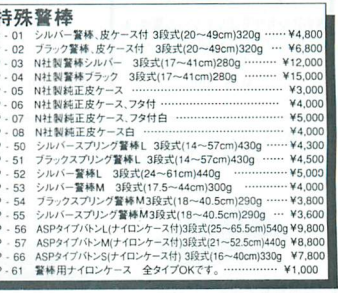 特殊警棒
- 01 シルバー警棒、皮ケース付 3段式(20～49cm)320g ……¥4,800
- 02 ブラック警棒、皮ケース付 3段式(20～49cm)320g …¥6,800
- 03 N社製警棒シルバー 3段式(17～41cm)280g ………¥12,000
- 04 N社製警棒ブラック 3段式(17～41cm)280g ………¥15,000
- 05 N社製純正皮ケース ………………………………¥3,000
- 06 N社製純正皮ケース、フタ付 ……………………¥4,000
- 07 N社製純正皮ケース、フタ付白 …………………¥5,000
- 08 N社製純正皮ケース白 ……………………………¥4,000
- 50 シルバースプリング警棒L 3段式(14～57cm)430g …¥4,300
- 51 ブラックスプリング警棒L 3段式(14～57cm)430g …¥4,500
- 52 シルバー警棒L 3段式(24～61cm)440g ……………¥5,003
- 53 シルバー警棒M 3段式(17.5～44cm)300g …………¥4,000
- 54 ブラックスプリング警棒M3段式(18～40.5cm)290g …¥3,800
- 55 シルバースプリング警棒M3段式(18～40.5cm)290g …¥3,600
- 56 ASPタイプバトンL(ナイロンケース付)3段式(25～65.5cm)540g ¥9,800
- 57 ASPタイプバトンM(ナイロンケース付)3段式(21～52.5cm)440g ¥8,800
- 66 ASPタイプバトンS(ナイロンケース付)3段式(16～40cm)330g ¥7,800
- 61 警棒用ナイロンケース 全タイプOKです。………………¥1,000